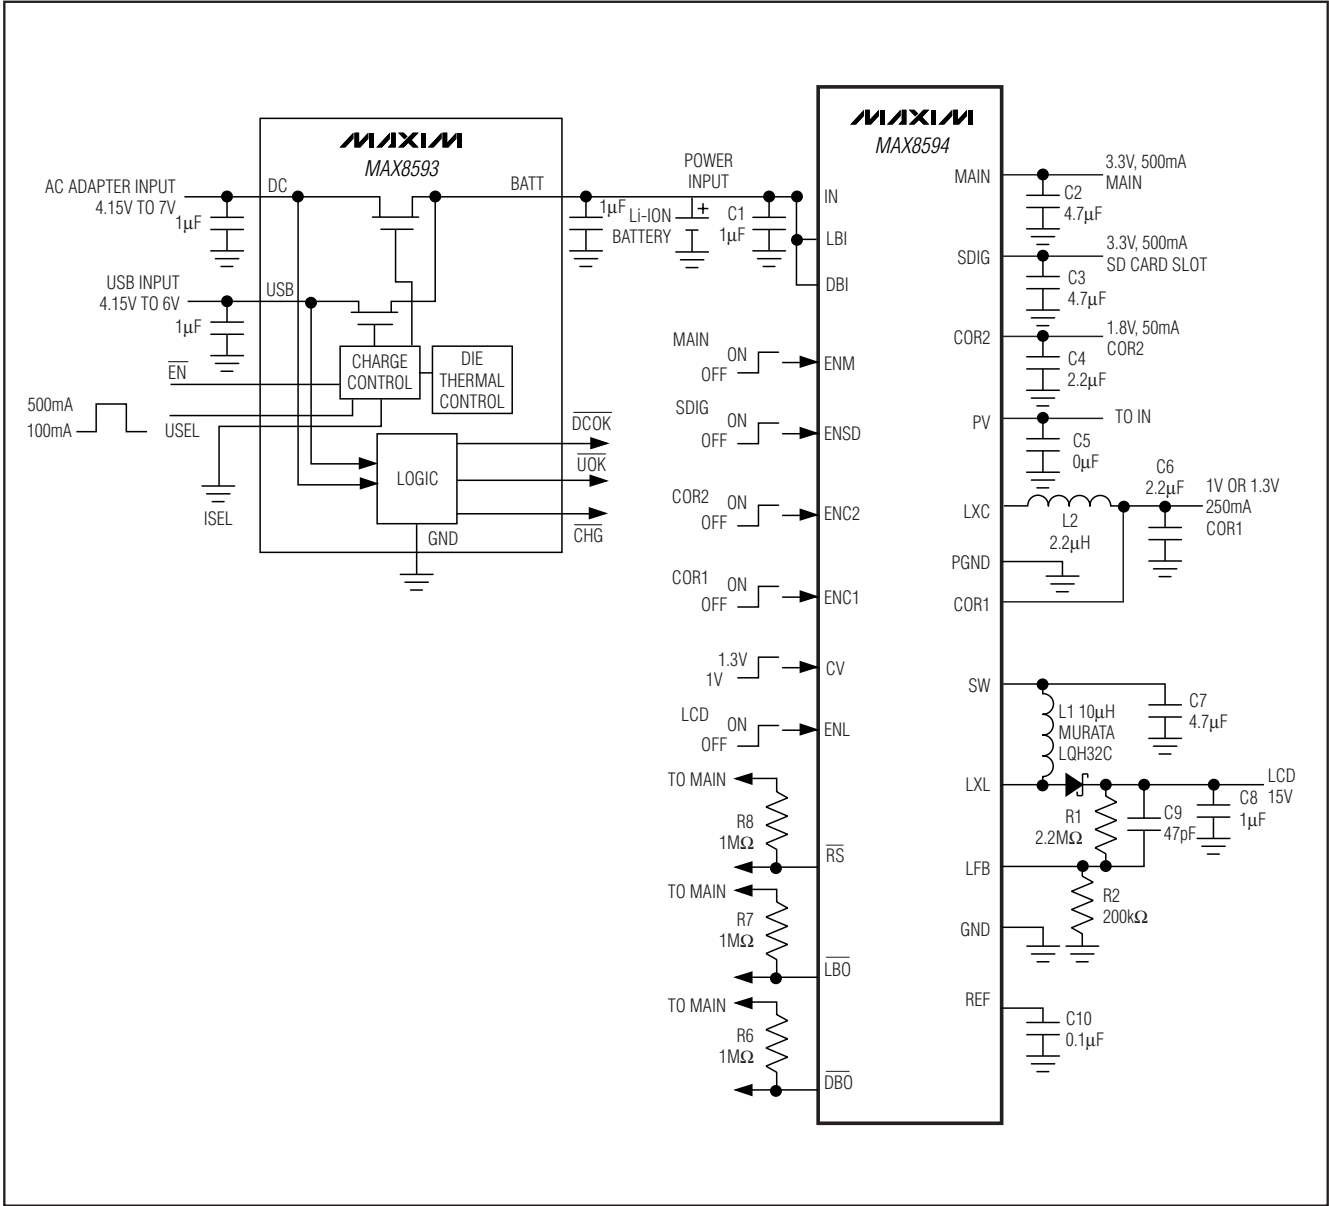 MAXIM
MAX8593
AC ADAPTER INPUT
4.15V TO 7V
DC
BATT
1µF
1µF
USB INPUT
4.15V TO 6V
USB
1µF
CHARGE
CONTROL
DIE
THERMAL
CONTROL
EN
500mA
100mA
USEL
ISEL
LOGIC
GND
DCOK
UOK
CHG
POWER
INPUT
Li-ION
BATTERY
+
C1
1µF
MAXIM
MAX8594
IN
LBI
DBI
MAIN
ON
OFF
ENM
SDIG
ON
OFF
ENSD
COR2
ON
OFF
ENC2
COR1
ON
OFF
ENC1
1.3V
1V
CV
LCD
ON
OFF
ENL
TO MAIN
R8
1MΩ
RS
TO MAIN
R7
1MΩ
LBO
TO MAIN
R6
1MΩ
DBO
MAIN
3.3V, 500mA
MAIN
C2
4.7µF
SDIG
3.3V, 500mA
SD CARD SLOT
C3
4.7µF
COR2
1.8V, 50mA
COR2
C4
2.2µF
PV
TO IN
C5
0µF
LXC
L2
2.2µH
C6
2.2µF
1V OR 1.3V
250mA
COR1
PGND
COR1
SW
L1 10µH
MURATA
LQH32C
C7
4.7µF
LXL
LCD
15V
R1
2.2MΩ
C9
47pF
C8
1µF
LFB
R2
200kΩ
GND
REF
C10
0.1µF